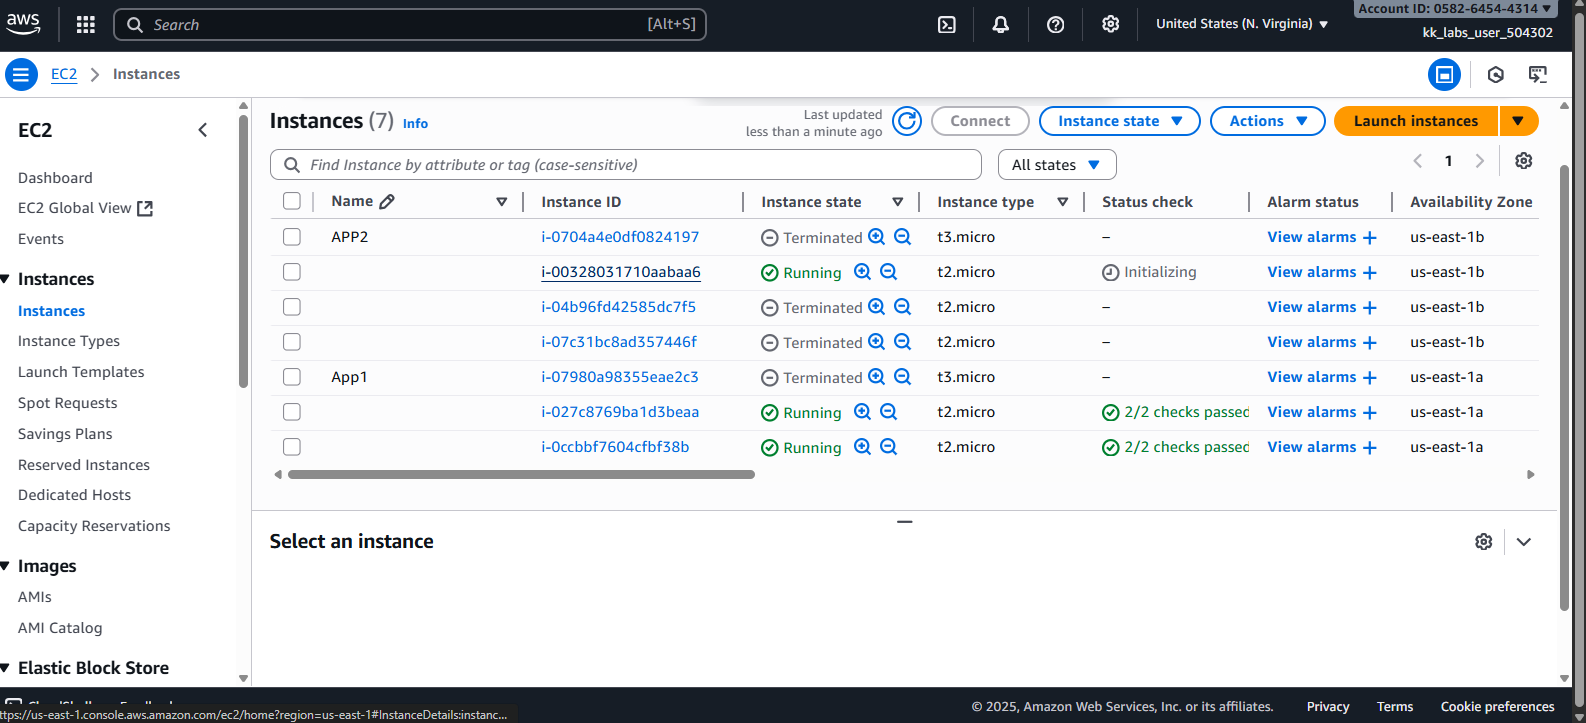 aws
Search [Alt+S]
United States (N. Virginia)
Account ID: 0582-6454-4314
kk_labs_user_504302
EC2 Instances
EC2
Dashboard
EC2 Global View
Events
Instances
Instances
Instance Types
Launch Templates
Spot Requests
Savings Plans
Reserved Instances
Dedicated Hosts
Capacity Reservations
Images
AMIs
AMI Catalog
Elastic Block Store
Instances (7) Info
Last updated
less than a minute ago
Connect Instance state Actions Launch instances
Find Instance by attribute or tag (case-sensitive) All states 1
Name Instance ID Instance state Instance type Status check Alarm status Availability Zone
APP2 i-0704a4e0df0824197 Terminated t3.micro – View alarms + us-east-1b
i-00328031710aabaa6 Running t2.micro Initializing View alarms + us-east-1b
i-04b96fd42585dc7f5 Terminated t2.micro – View alarms + us-east-1b
i-07c31bc8ad357446f Terminated t2.micro – View alarms + us-east-1b
App1 i-07980a98355eae2c3 Terminated t3.micro – View alarms + us-east-1a
i-027c8769ba1d3beaa Running t2.micro 2/2 checks passed View alarms + us-east-1a
i-0ccbbf7604cfbf38b Running t2.micro 2/2 checks passed View alarms + us-east-1a
Select an instance
ttps://us-east-1.console.aws.amazon.com/ec2/home?region=us-east-1#InstanceDetails:instanc...
© 2025, Amazon Web Services, Inc. or its affiliates. Privacy Terms Cookie preferences